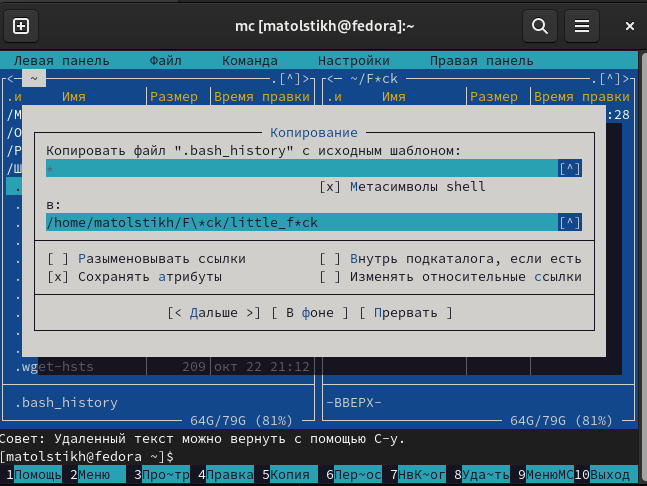 mc [matolstikh@fedora]:~
Левая панель Файл Команда Настройки Правая панель
<─ ~ .[^]> <─ ~/F*ck .[^]>
.и Имя Размер Время правки .и Имя Размер Время правки
/M :28
/О
/Р
/Ш
Копирование
Копировать файл ".bash_history" с исходным шаблоном:
* [^]
[x] Метасимволы shell
в:
/home/matolstikh/F\*ck/little_f*ck [^]
[ ] Разыменовывать ссылки [ ] Внутрь подкаталога, если есть
[x] Сохранять атрибуты [ ] Изменять относительные ссылки
[< Дальше >] [ В фоне ] [ Прервать ]
.wget-hsts 209 окт 22 21:12
.bash_history -ВВЕРХ-
64G/79G (81%) 64G/79G (81%)
Совет: Удаленный текст можно вернуть с помощью C-y.
[matolstikh@fedora ~]$
1Помощь 2Меню 3Про~тр 4Правка 5Копия 6Пер~ос 7НвК~ог 8Уда~ть 9МенюMC 10Выход